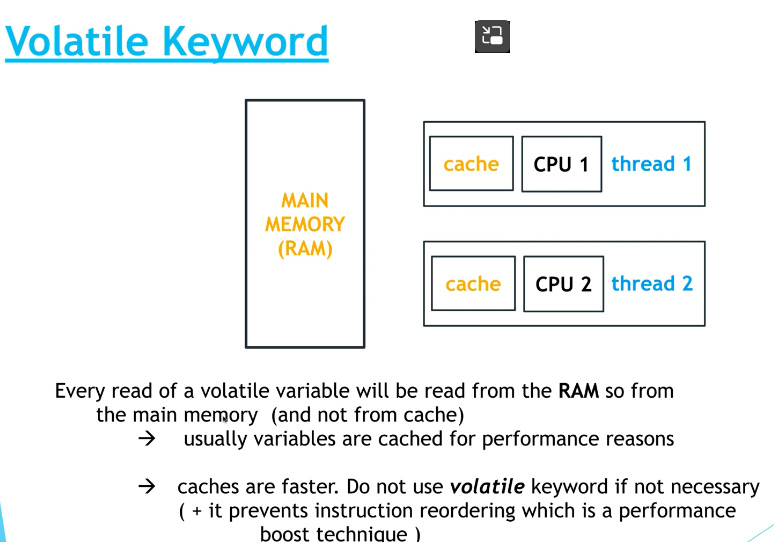 Volatile Keyword
MAIN
MEMORY
(RAM)
cache
CPU 1
thread 1
cache
CPU 2
thread 2
Every read of a volatile variable will be read from the RAM so from
the main memory (and not from cache)
→ usually variables are cached for performance reasons
→ caches are faster. Do not use volatile keyword if not necessary
( + it prevents instruction reordering which is a performance
boost technique )